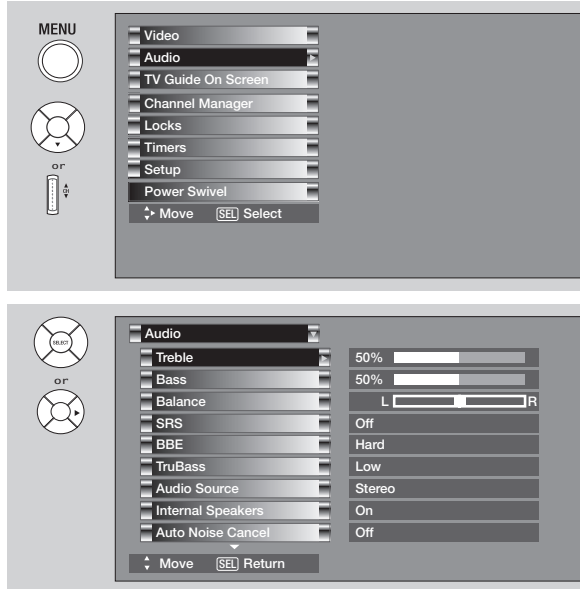 MENU
or
CH
Video
Audio
TV Guide On Screen
Channel Manager
Locks
Timers
Setup
Power Swivel
Move SEL Select
SELECT
or
Audio
Treble 50%
Bass 50%
Balance L R
SRS Off
BBE Hard
TruBass Low
Audio Source Stereo
Internal Speakers On
Auto Noise Cancel Off
Move SEL Return